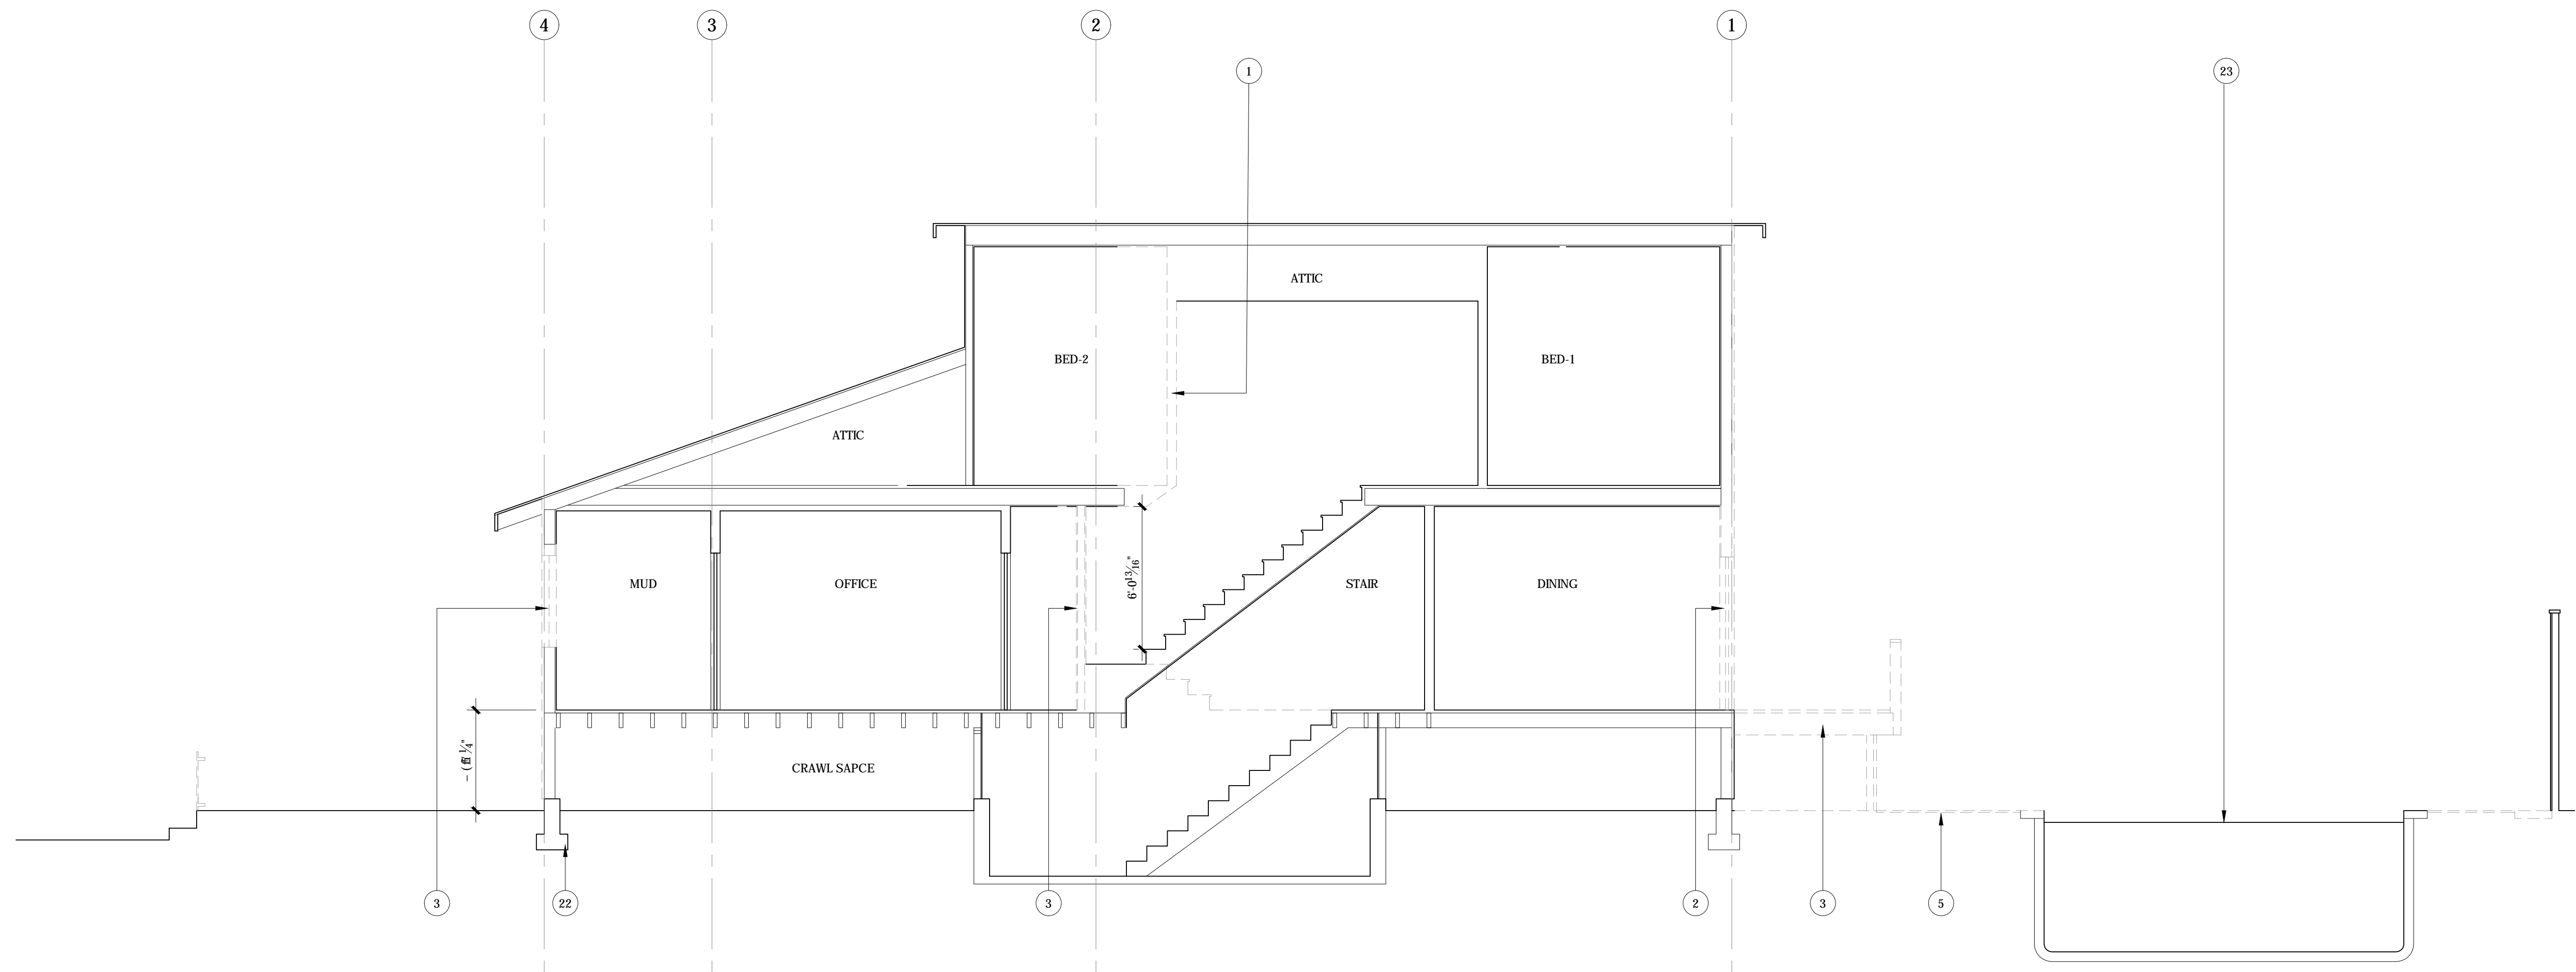 4
3
2
1
1
23
ATTIC
BED-2
BED-1
ATTIC
MUD
OFFICE
6'-0 13/16"
STAIR
DINING
CRAWL SAPCE
3
22
3
2
3
5